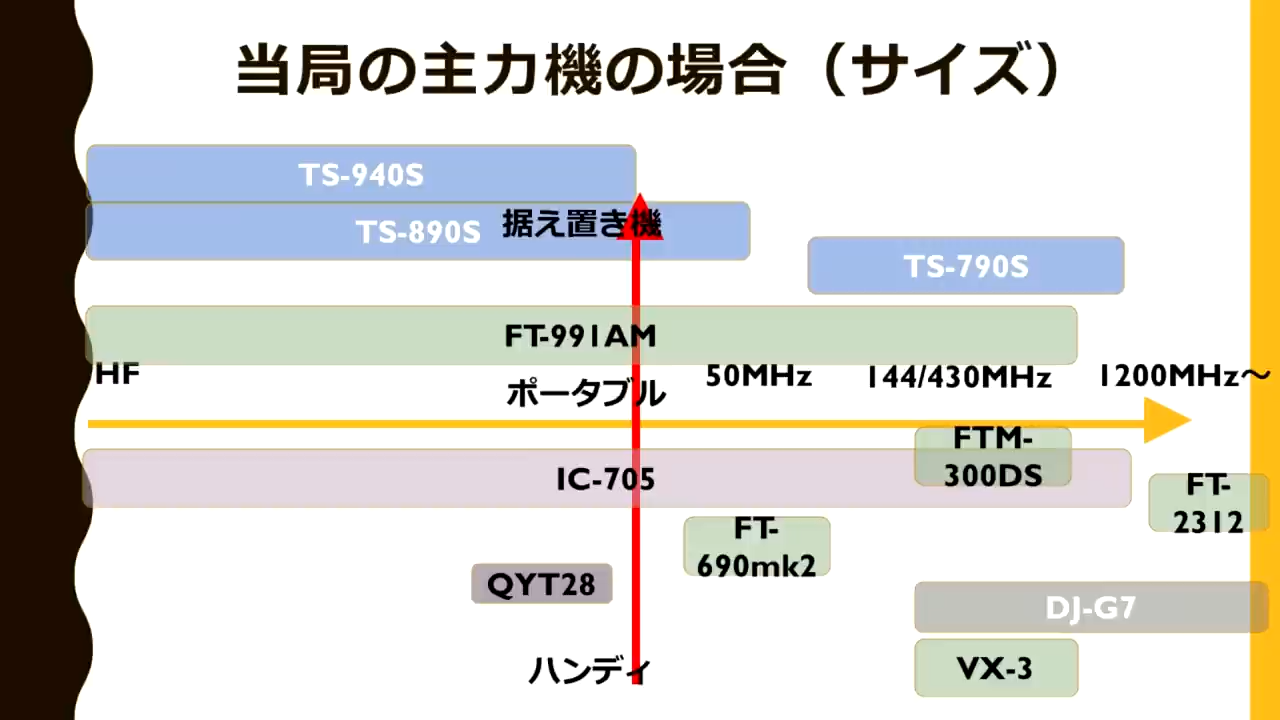 当局の主力機の場合（サイズ）
TS-940S
TS-890S
据え置き機
TS-790S
FT-991AM
HF
ポータブル
50MHz
144/430MHz
1200MHz～
FTM-
300DS
IC-705
FT-
2312
FT-
690mk2
QYT28
DJ-G7
ハンディ
VX-3